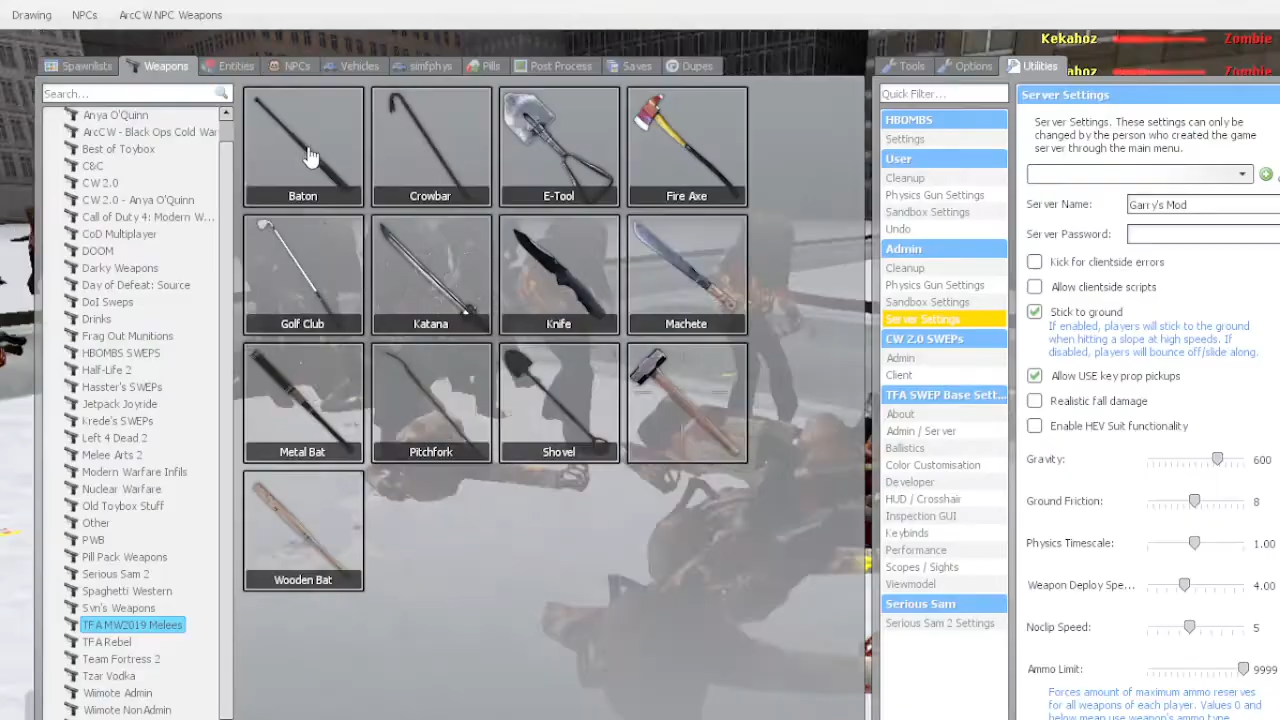 Drawing NPCs ArcCW NPC Weapons
Kekahoz Zombie
ahoz Zombie
Spawnlists Weapons Entities NPCs Vehicles simfphys Pills Post Process Saves Dupes
Search...
Anya O'Quinn
ArcCW - Black Ops Cold War
Best of Toybox
C&C
CW 2.0
CW 2.0 - Anya O'Quinn
Call of Duty 4: Modern W...
CoD Multiplayer
DOOM
Darky Weapons
Day of Defeat: Source
DoI Sweps
Drinks
Frag Out Munitions
HBOMBS SWEPS
Half-Life 2
Hasster's SWEPs
Jetpack Joyride
Krede's SWEPs
Left 4 Dead 2
Melee Arts 2
Modern Warfare Infils
Nuclear Warfare
Old Toybox Stuff
Other
PWB
Pill Pack Weapons
Serious Sam 2
Spaghetti Western
Svn's Weapons
TFA MW2019 Melees
TFA Rebel
Team Fortress 2
Tzar Vodka
Wimote Admin
Wimote NonAdmin
Baton Crowbar E-Tool Fire Axe
Golf Club Katana Knife Machete
Metal Bat Pitchfork Shovel
Wooden Bat
Tools Options Utilities
Quick Filter...
HBOMBS
Settings
User
Cleanup
Physics Gun Settings
Sandbox Settings
Undo
Admin
Cleanup
Physics Gun Settings
Sandbox Settings
Server Settings
CW 2.0 SWEPs
Admin
Client
TFA SWEP Base Sett...
About
Admin / Server
Ballistics
Color Customisation
Developer
HUD / Crosshair
Inspection GUI
Keybinds
Performance
Scopes / Sights
Viewmodel
Serious Sam
Serious Sam 2 Settings
Server Settings
Server Settings. These settings can only be
changed by the person who created the game
server through the main menu.
Server Name: Garry's Mod
Server Password:
Kick for clientside errors
Allow clientside scripts
Stick to ground
If enabled, players will stick to the ground
when hitting a slope at high speeds. If
disabled, players will bounce off/slide along.
Allow USE key prop pickups
Realistic fall damage
Enable HEV Suit functionality
Gravity: 600
Ground Friction: 8
Physics Timescale: 1.00
Weapon Deploy Spe... 4.00
Noclip Speed: 5
Ammo Limit: 9999
Forces amount of maximum ammo reserves
for all weapons of each player. Values 0 and
below mean use weapon's ammo type